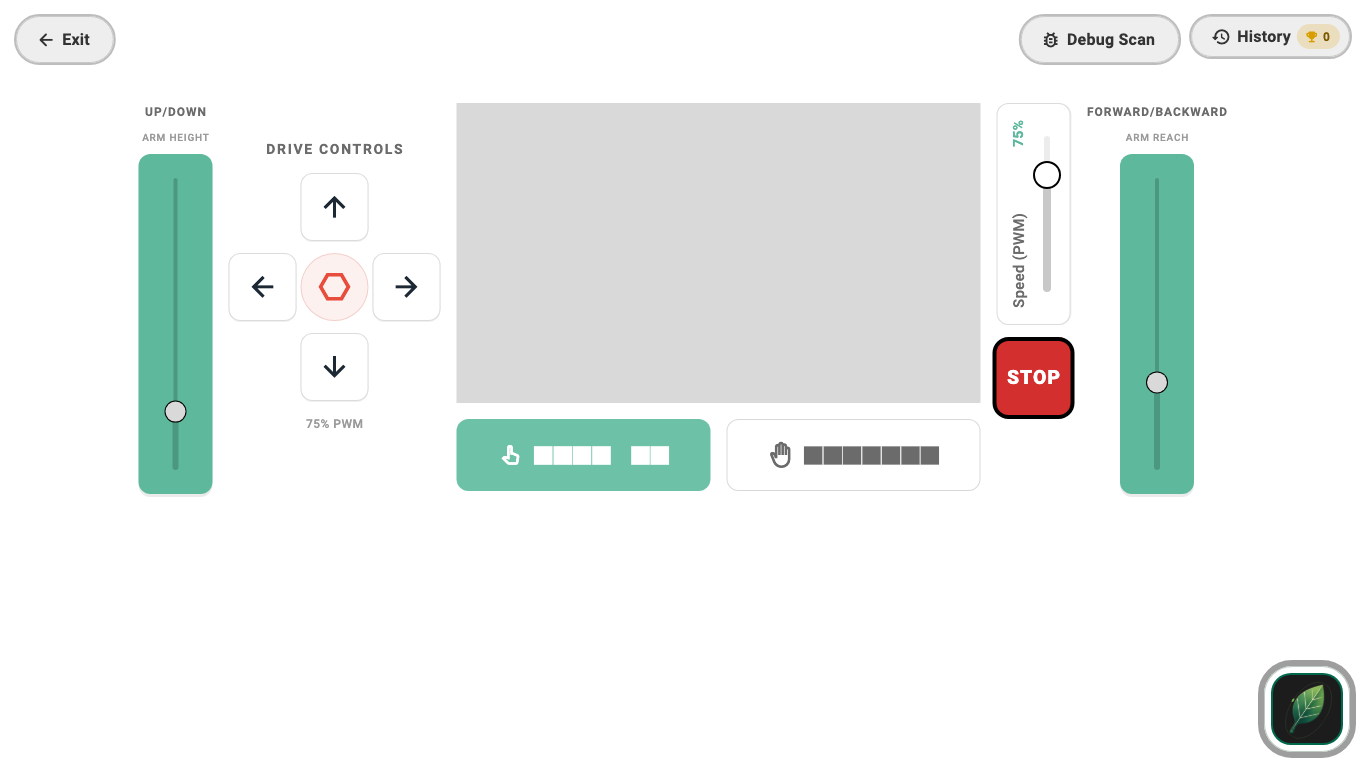 Exit
Debug Scan
History 0
UP/DOWN
ARM HEIGHT
DRIVE CONTROLS
75% PWM
75%
Speed (PWM)
STOP
FORWARD/BACKWARD
ARM REACH